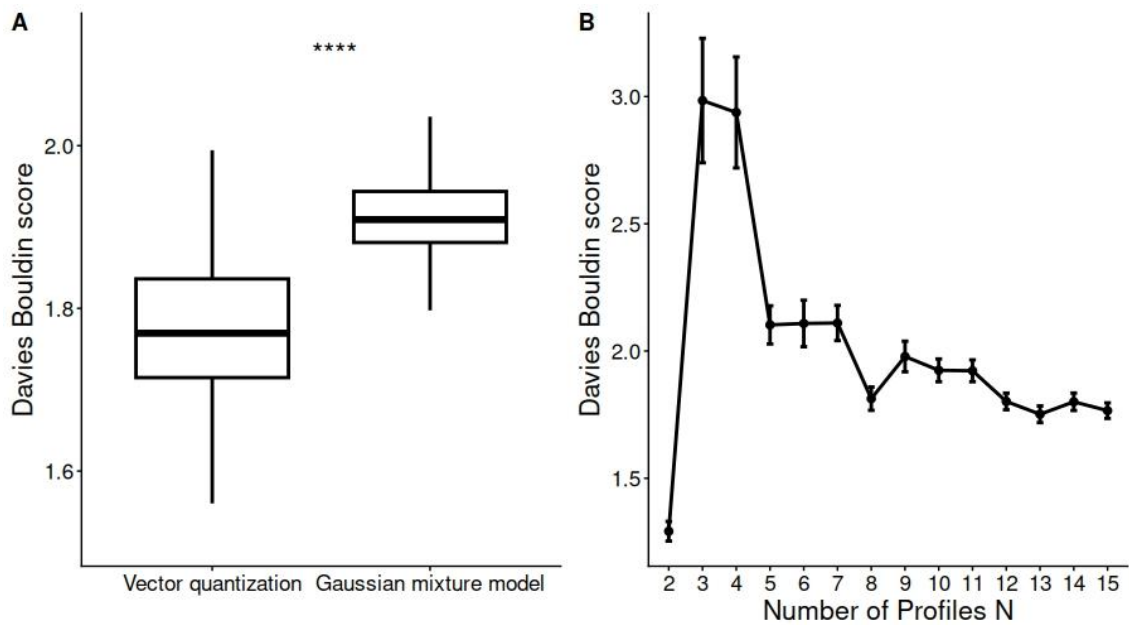 A
****
Davies Bouldin score
2.0
1.8
1.6
Vector quantization
Gaussian mixture model
B
Davies Bouldin score
3.0
2.5
2.0
1.5
2 3 4 5 6 7 8 9 10 11 12 13 14 15
Number of Profiles N